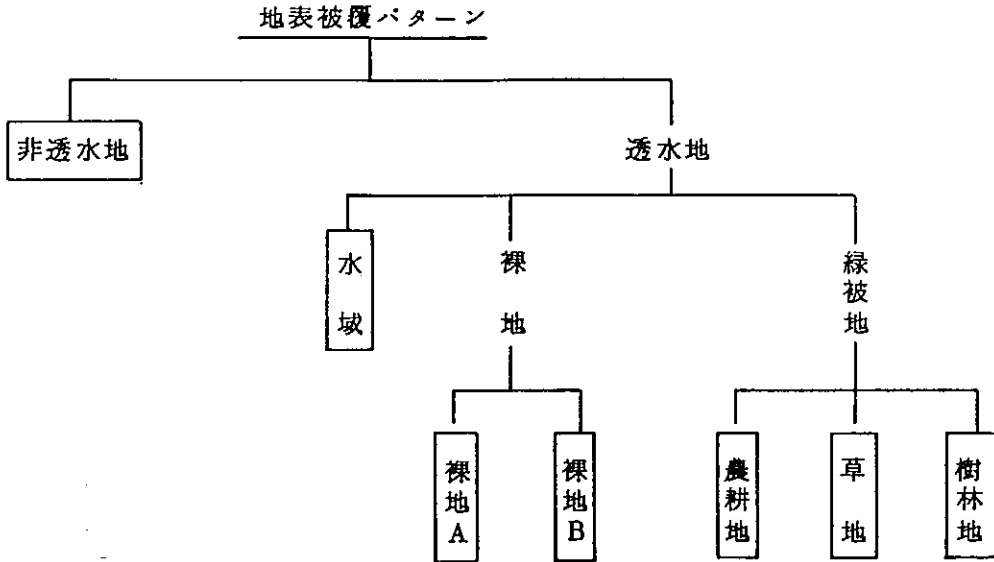 地表被覆パターン
非透水地
透水地
水域
裸地
緑被地
裸地A
裸地B
農耕地
草地
樹林地